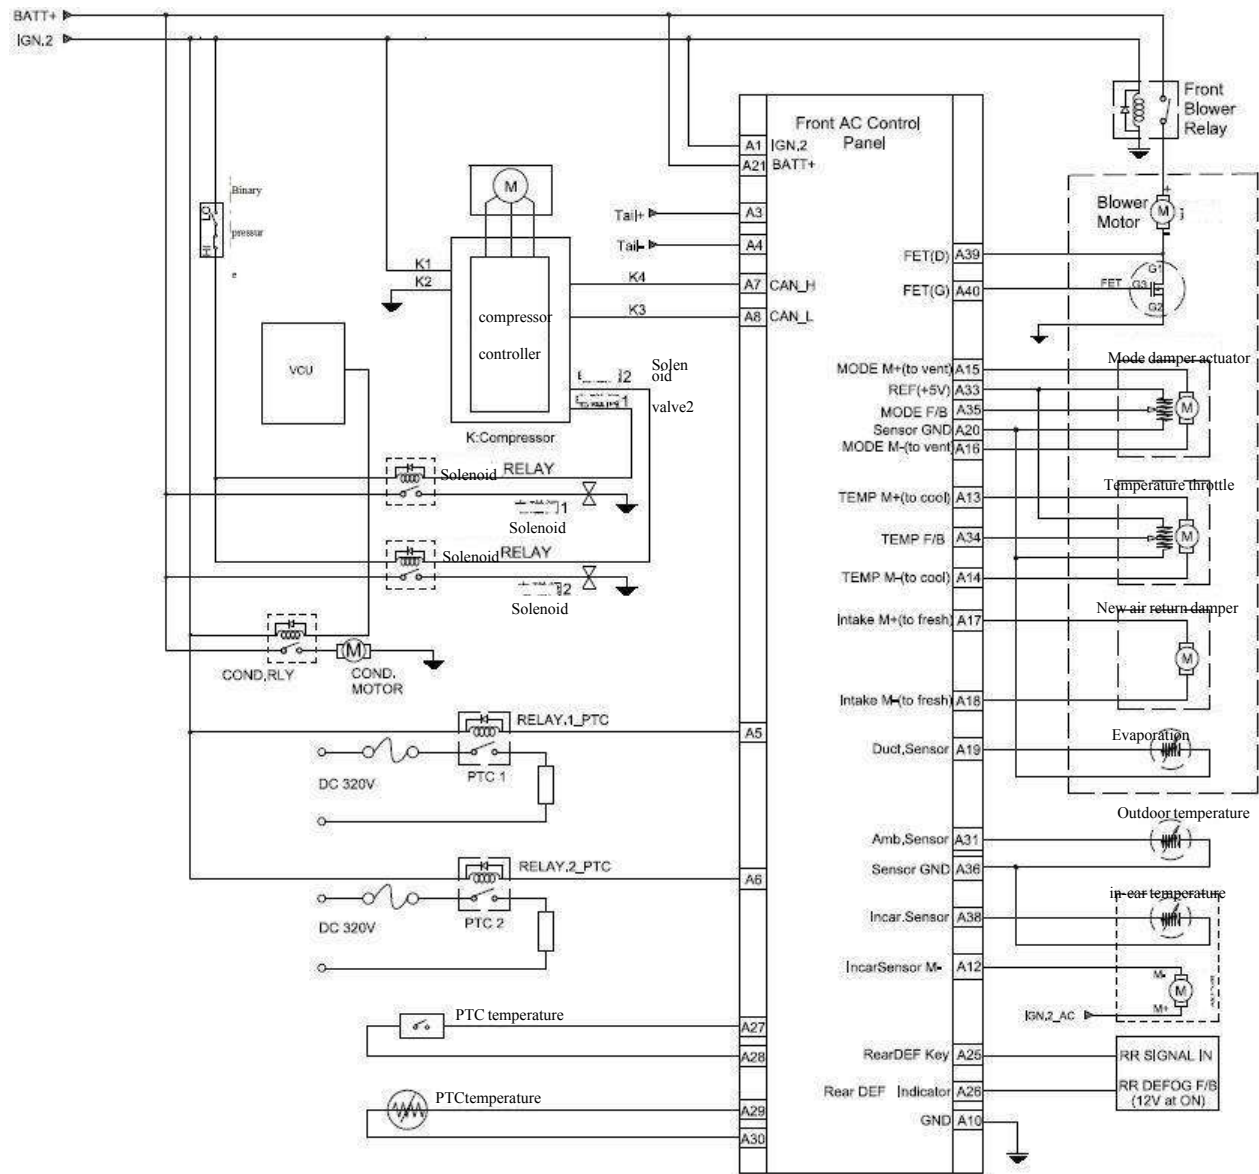 BATT+
IGN.2
Front
Blower
Relay
Front AC Control
Panel
A1 IGN.2
A21 BATT+
Binary
pressur
e
M
Tail+
A3
Tail-
A4
K1
K2
K4
A7 CAN_H
K3
A8 CAN_L
compressor
controller
VCU
2
Solen
oid
1
valve2
K:Compressor
Solenoid
RELAY
1
Solenoid
Solenoid
RELAY
2
Solenoid
COND.RLY
M
COND.
MOTOR
RELAY.1_PTC
A5
DC 320V
PTC 1
RELAY.2_PTC
A6
DC 320V
PTC 2
PTC temperature
A27
A28
PTCtemperature
A29
A30
Blower
Motor
+
M
-
FET(D) A39
G1
FET(G) A40
FET
G3
G2
Mode damper actuator
MODE M+(to vent) A15
REF(+5V) A33
MODE F/B A35
M
Sensor GND A20
MODE M-(to vent) A16
Temperature throttle
TEMP M+(to cool) A13
TEMP F/B A34
M
TEMP M-(to cool) A14
New air return damper
Intake M+(to fresh) A17
M
Intake M-(to fresh) A18
Evaporation
Duct.Sensor A19
Outdoor temperature
Amb.Sensor A31
Sensor GND A36
in-car temperature
Incar.Sensor A38
IncarSensor M- A12
M-
M
M+
IGN.2_AC
RearDEF Key A25
RR SIGNAL IN
Rear DEF Indicator A26
RR DEFOG F/B
(12V at ON)
GND A10